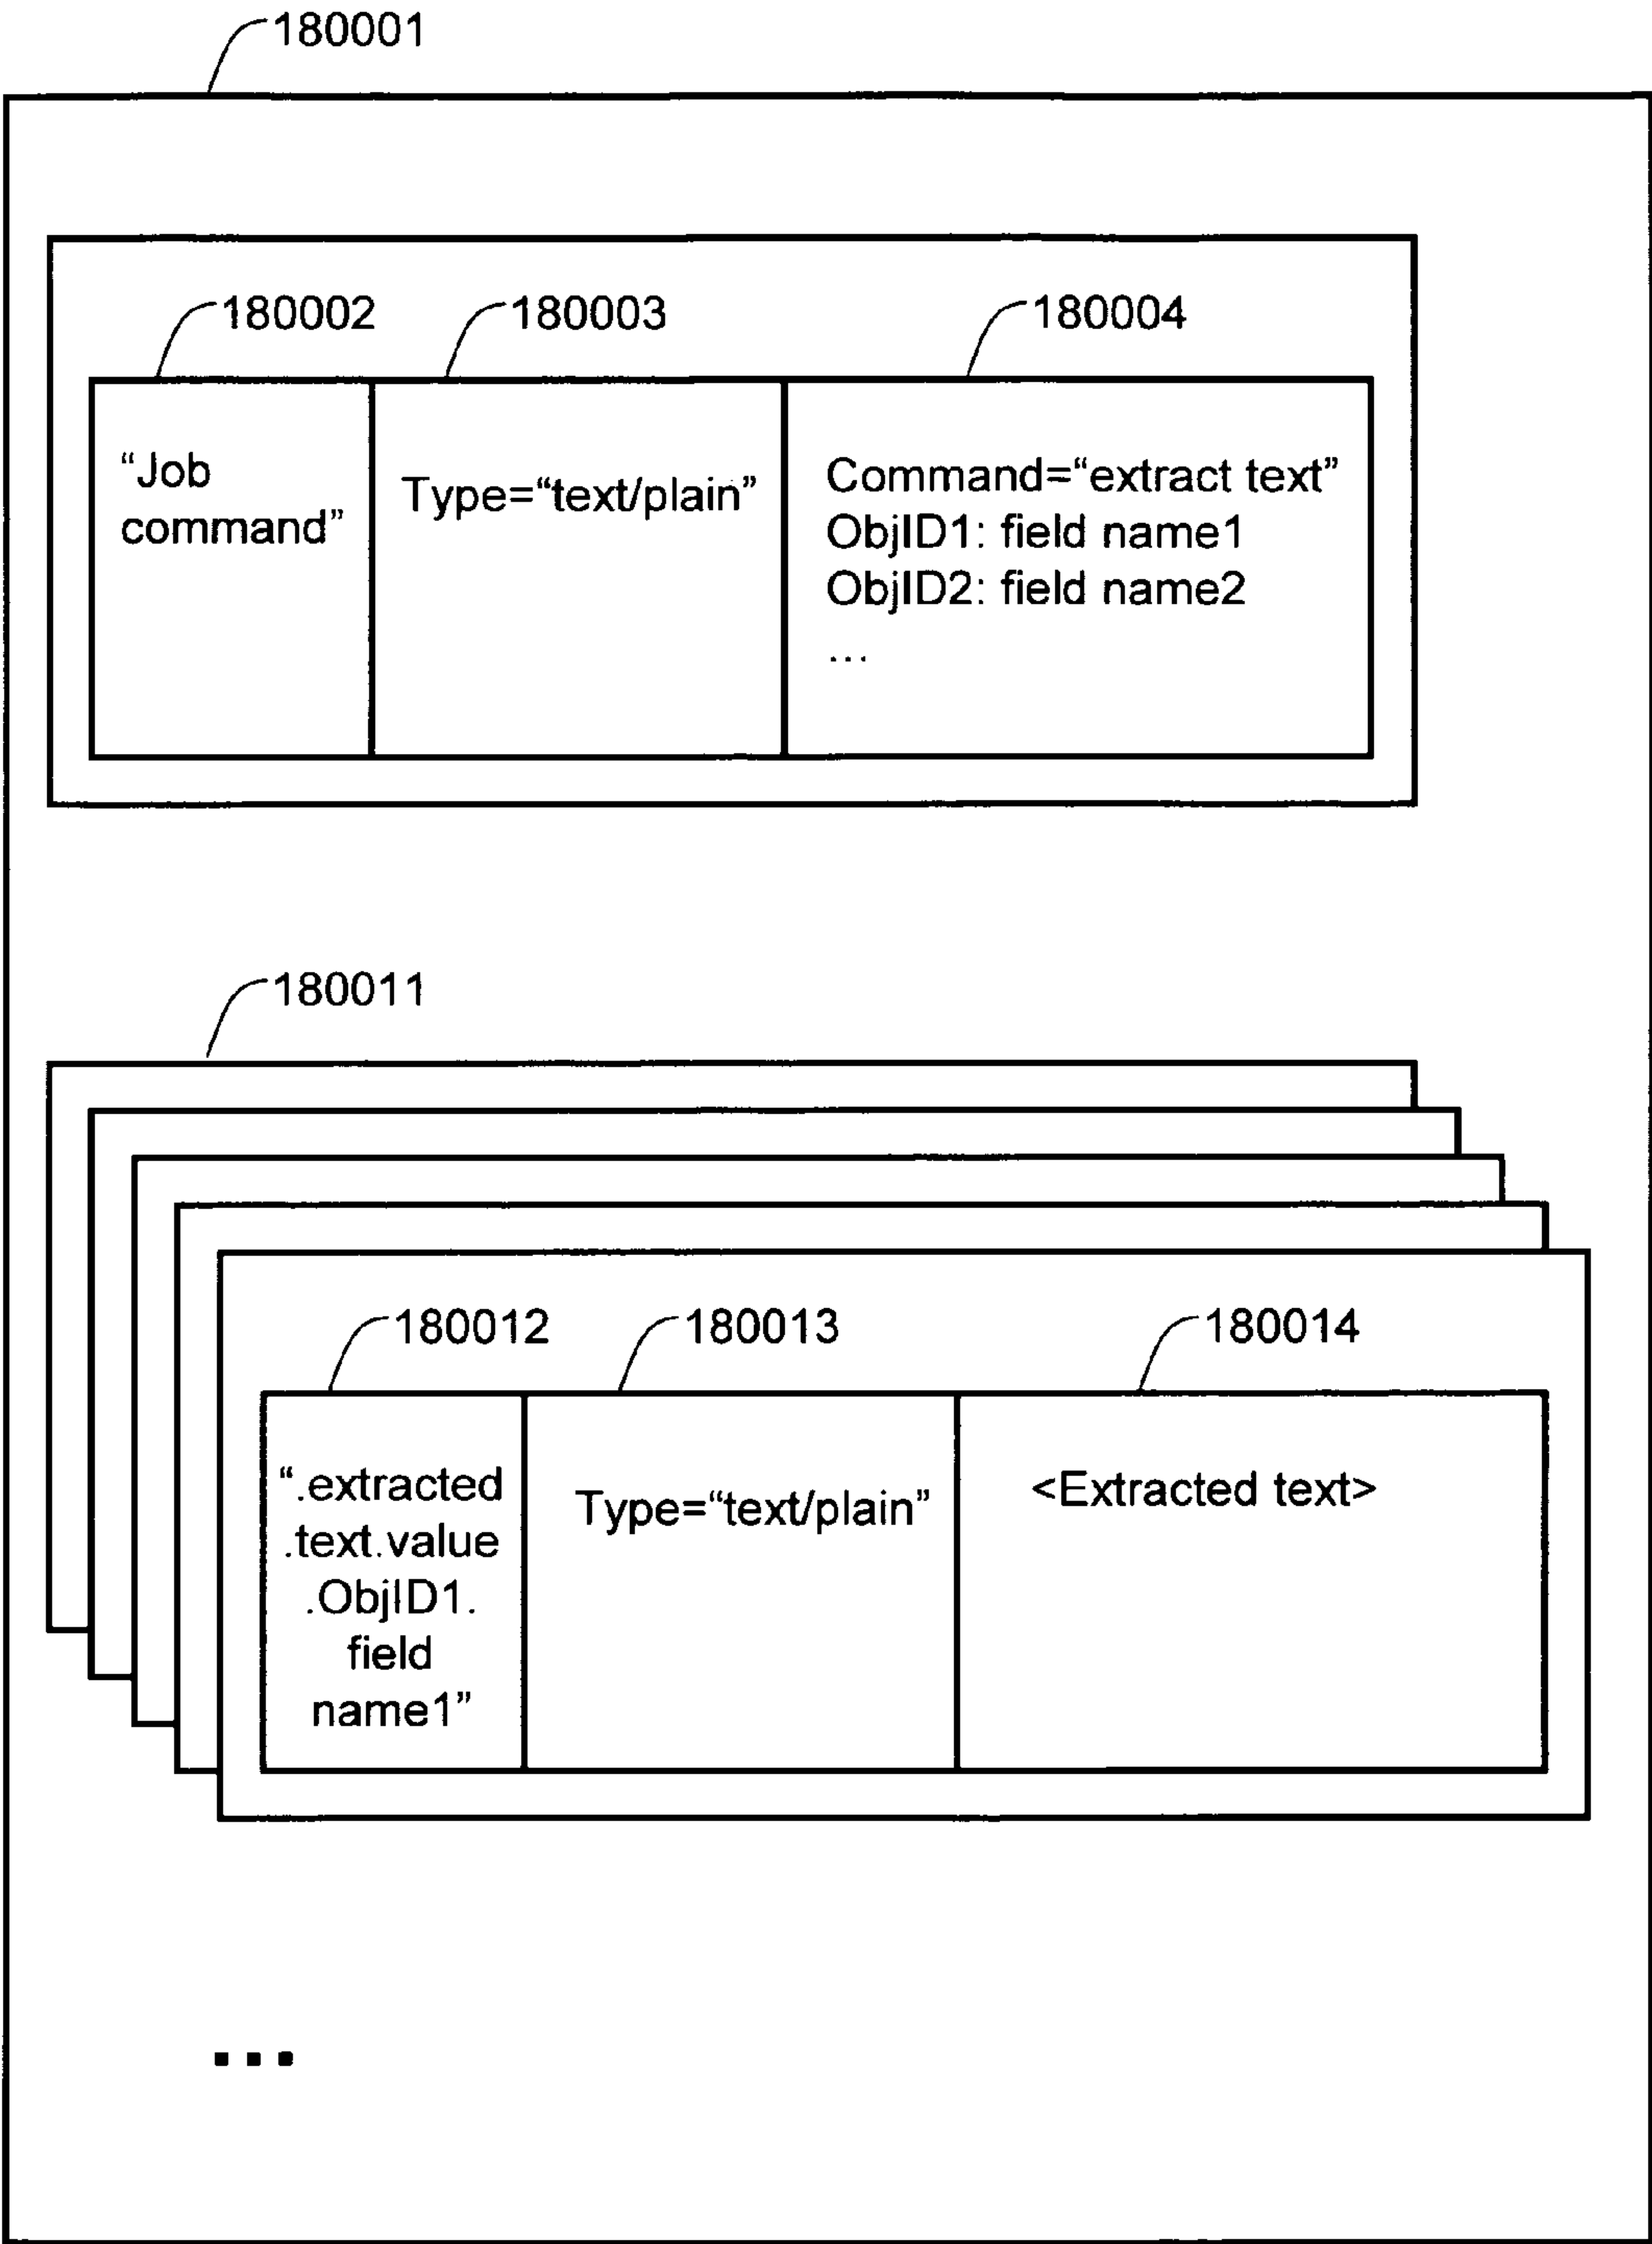 180001
180002
180003
180004
“Job
command”
Type=“text/plain”
Command=“extract text”
ObjID1: field name1
ObjID2: field name2
...
180011
180012
180013
180014
“.extracted
.text.value
.ObjID1.
field
name1”
Type=“text/plain”
<Extracted text>
...